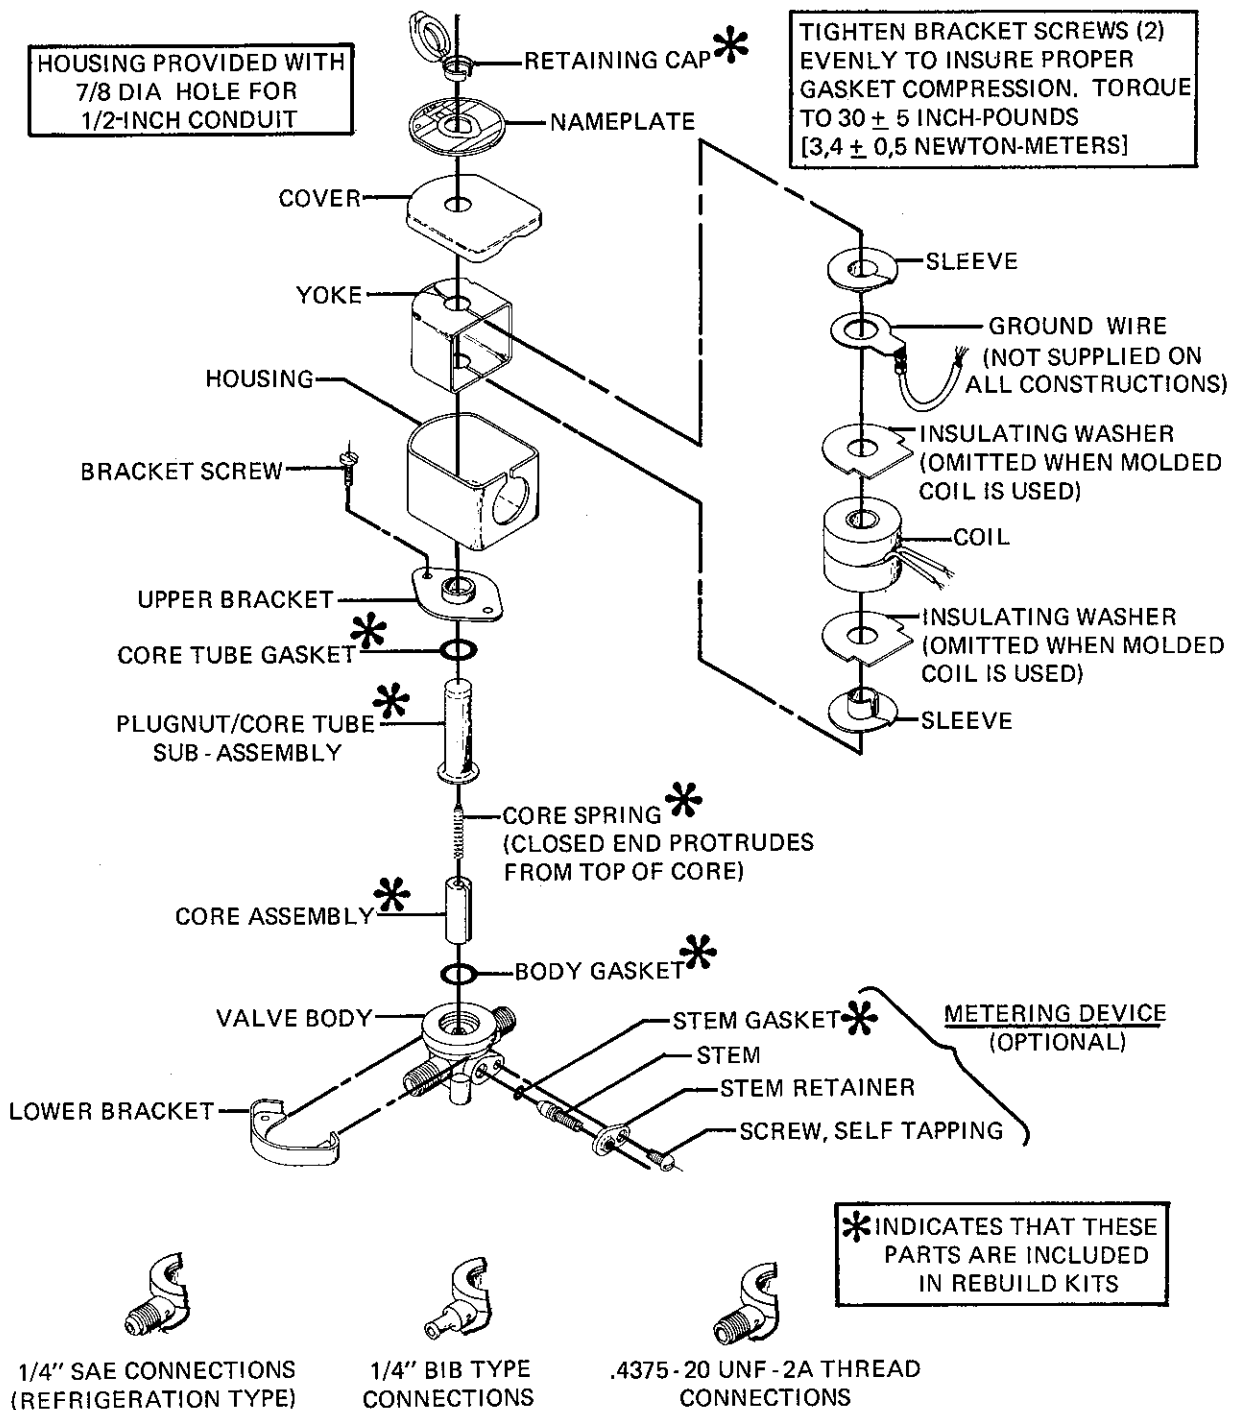 HOUSING PROVIDED WITH
7/8 DIA HOLE FOR
1/2-INCH CONDUIT
RETAINING CAP*
NAMEPLATE
TIGHTEN BRACKET SCREWS (2)
EVENLY TO INSURE PROPER
GASKET COMPRESSION. TORQUE
TO 30 ± 5 INCH-POUNDS
[3,4 ± 0,5 NEWTON-METERS]
COVER
YOKE
HOUSING
BRACKET SCREW
UPPER BRACKET
CORE TUBE GASKET*
PLUGNUT/CORE TUBE*
SUB-ASSEMBLY
CORE SPRING*
(CLOSED END PROTRUDES
FROM TOP OF CORE)
CORE ASSEMBLY*
BODY GASKET*
VALVE BODY
LOWER BRACKET
SLEEVE
GROUND WIRE
(NOT SUPPLIED ON
ALL CONSTRUCTIONS)
INSULATING WASHER
(OMITTED WHEN MOLDED
COIL IS USED)
COIL
INSULATING WASHER
(OMITTED WHEN MOLDED
COIL IS USED)
SLEEVE
STEM GASKET*
STEM
STEM RETAINER
SCREW, SELF TAPPING
METERING DEVICE
(OPTIONAL)
*INDICATES THAT THESE
PARTS ARE INCLUDED
IN REBUILD KITS
1/4" SAE CONNECTIONS
(REFRIGERATION TYPE)
1/4" BIB TYPE
CONNECTIONS
.4375-20 UNF-2A THREAD
CONNECTIONS